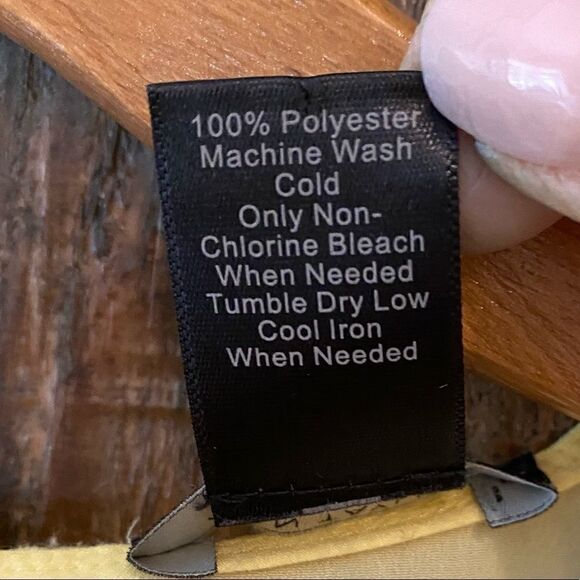 100% Polyester
Machine Wash
Cold
Only Non-
Chlorine Bleach
When Needed
Tumble Dry Low
Cool Iron
When Needed